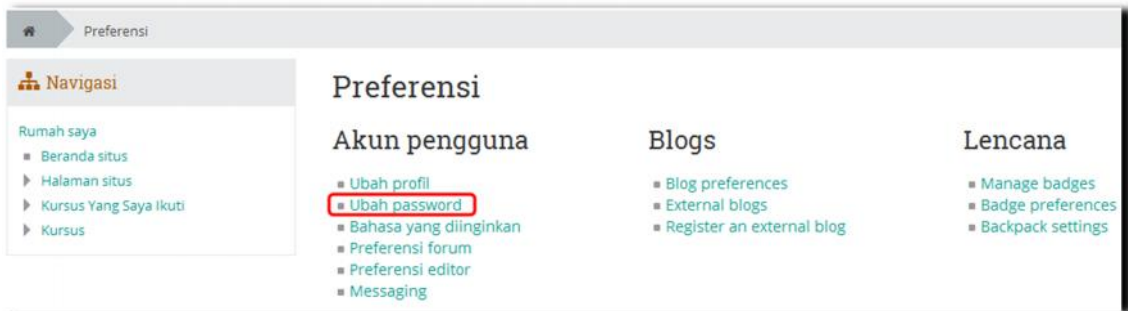 Preferensi
Navigasi
Rumah saya
Beranda situs
Halaman situs
Kursus Yang Saya Ikuti
Kursus
Preferensi
Akun pengguna
Ubah profil
Ubah password
Bahasa yang diinginkan
Preferensi forum
Preferensi editor
Messaging
Blogs
Blog preferences
External blogs
Register an external blog
Lencana
Manage badges
Badge preferences
Backpack settings